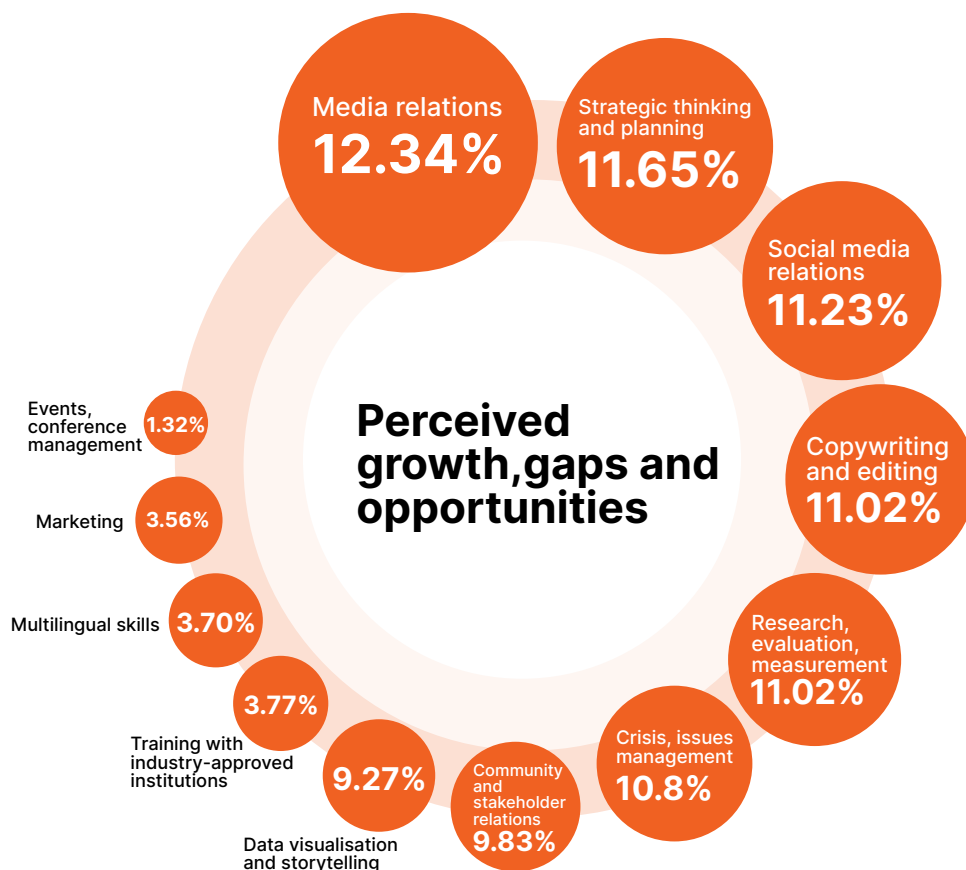 Media relations
12.34%
Strategic thinking
and planning
11.65%
Social media
relations
11.23%
Copywriting
and editing
11.02%
Research,
evaluation,
measurement
11.02%
Crisis, issues
management
10.8%
Community
and
stakeholder
relations
9.83%
9.27%
Data visualisation
and storytelling
3.77%
Training with
industry-approved
institutions
Multilingual skills
3.70%
Marketing
3.56%
Events,
conference
management
1.32%
Perceived
growth,gaps and
opportunities